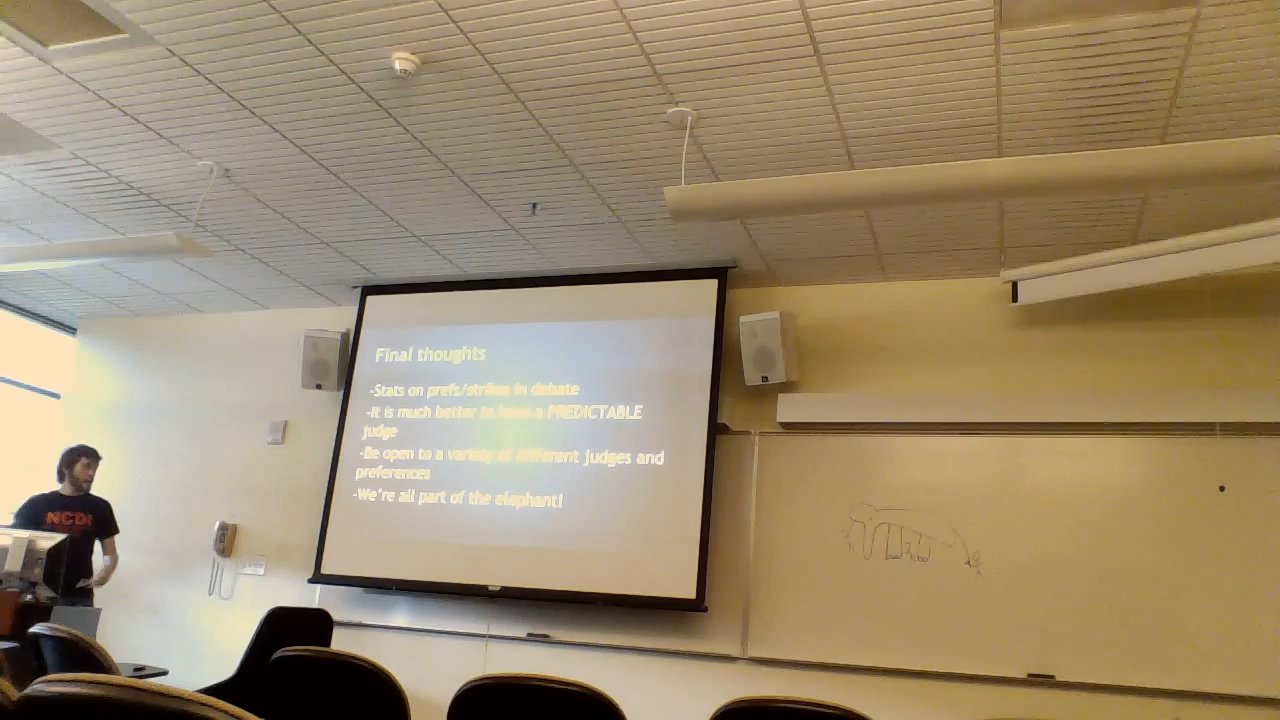 Final thoughts
-Stats on prefs/strikes in debate
-It is much better to have a PREDICTABLE
judge
-Be open to a variety of different judges and
preferences
-We're all part of the elephant!
NCDI